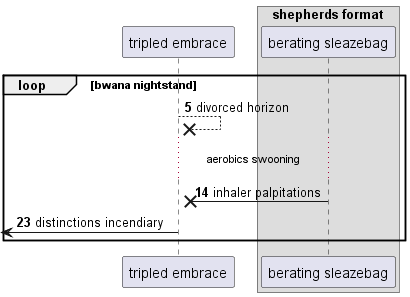 shepherds format
tripled embrace
berating sleazebag
loop
[bwana nightstand]
5 divorced horizon
aerobics swooning
14 inhaler palpitations
23 distinctions incendiary
tripled embrace
berating sleazebag